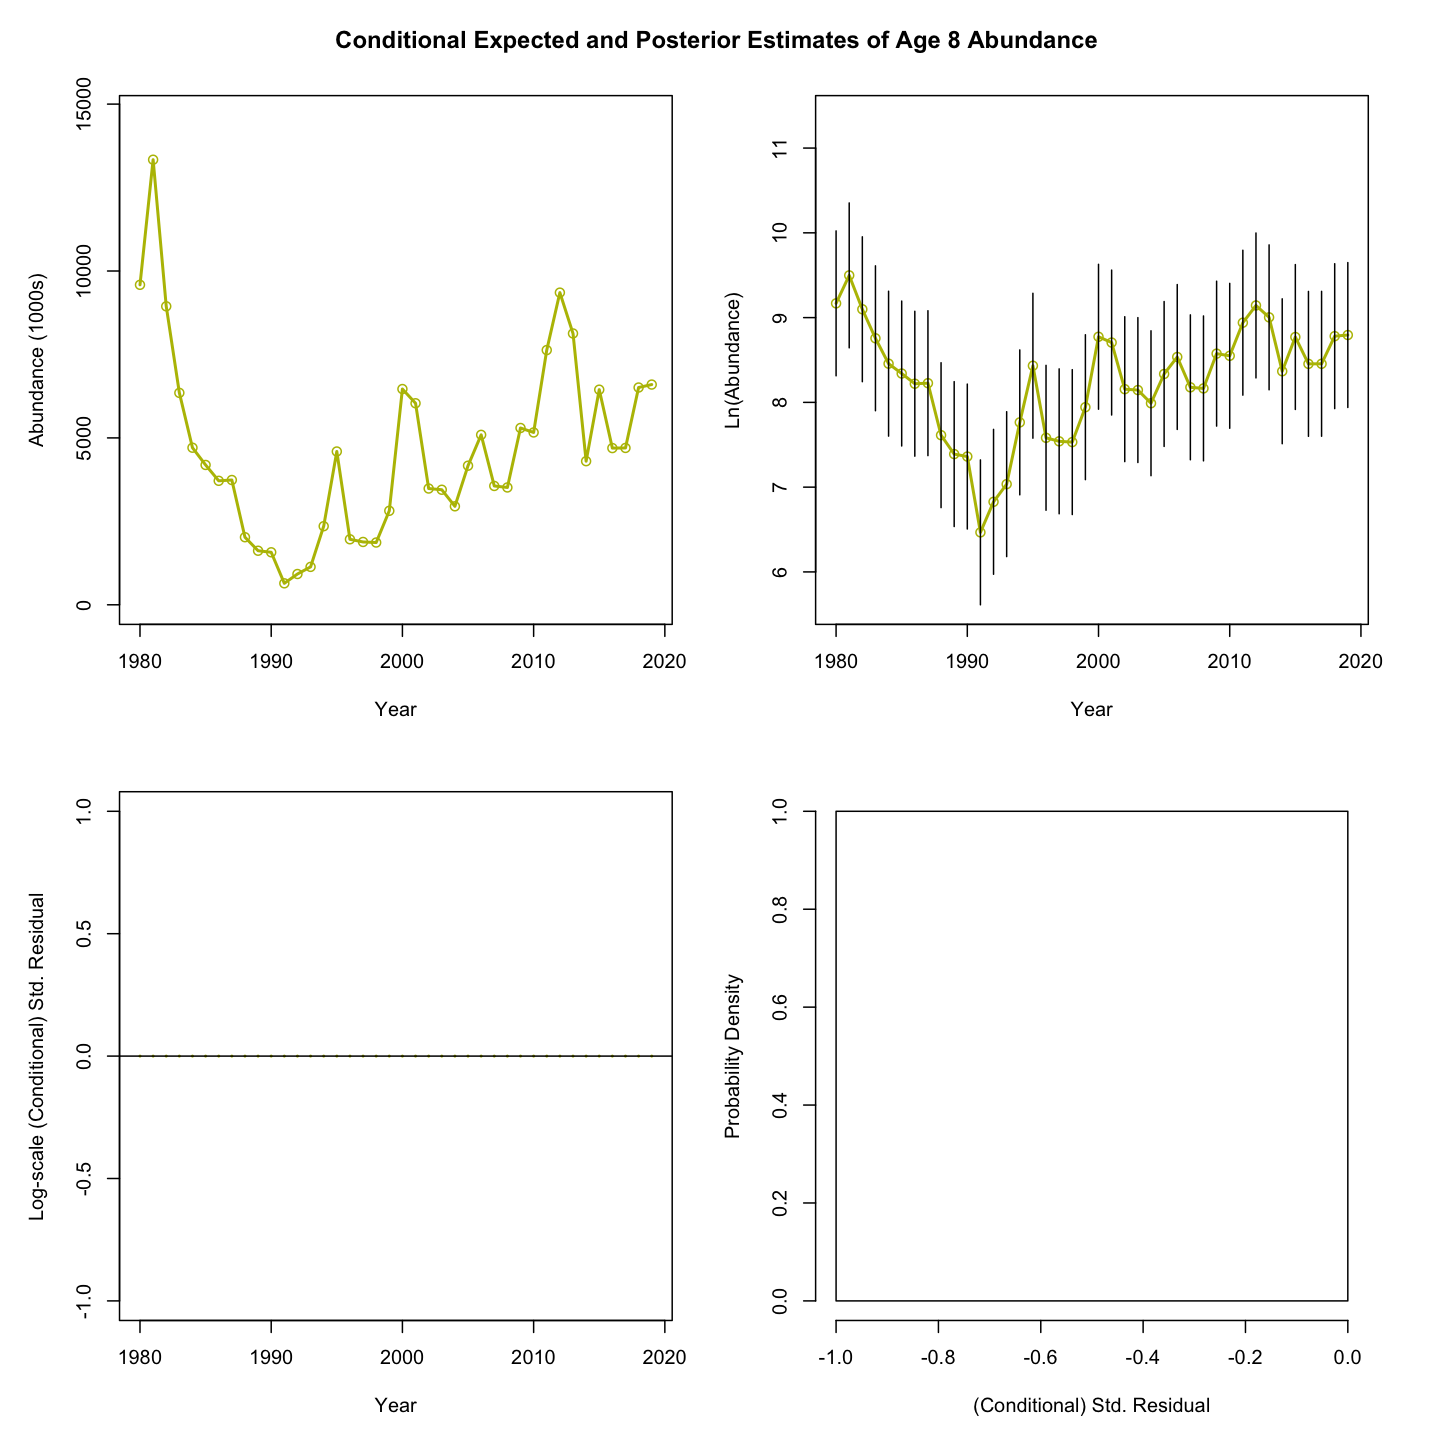 Conditional Expected and Posterior Estimates of Age 8 Abundance
Abundance (1000s)
15000
10000
5000
0
1980 1990 2000 2010 2020
Year
Ln(Abundance)
11
10
9
8
7
6
1980 1990 2000 2010 2020
Year
Log-scale (Conditional) Std. Residual
1.0
0.5
0.0
-0.5
-1.0
1980 1990 2000 2010 2020
Year
Probability Density
1.0
0.8
0.6
0.4
0.2
0.0
-1.0 -0.8 -0.6 -0.4 -0.2 0.0
(Conditional) Std. Residual